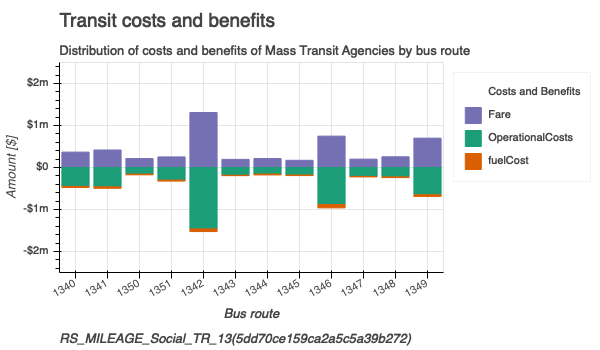 Transit costs and benefits
Distribution of costs and benefits of Mass Transit Agencies by bus route
Amount [$]
$2m
$1m
$0
-$1m
-$2m
1340 1341 1350 1351 1342 1343 1344 1345 1346 1347 1348 1349
Bus route
Costs and Benefits
Fare
OperationalCosts
fuelCost
RS_MILEAGE_Social_TR_13(5dd70ce159ca2a5c5a39b272)